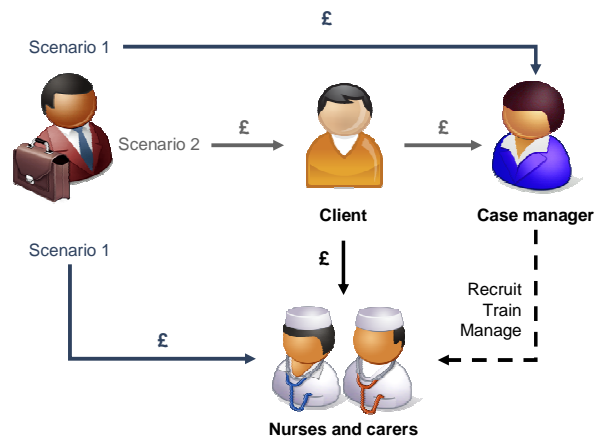 £
Scenario 1
Scenario 2
£
£
Client
Case manager
Scenario 1
£
Recruit
Train
Manage
£
Nurses and carers